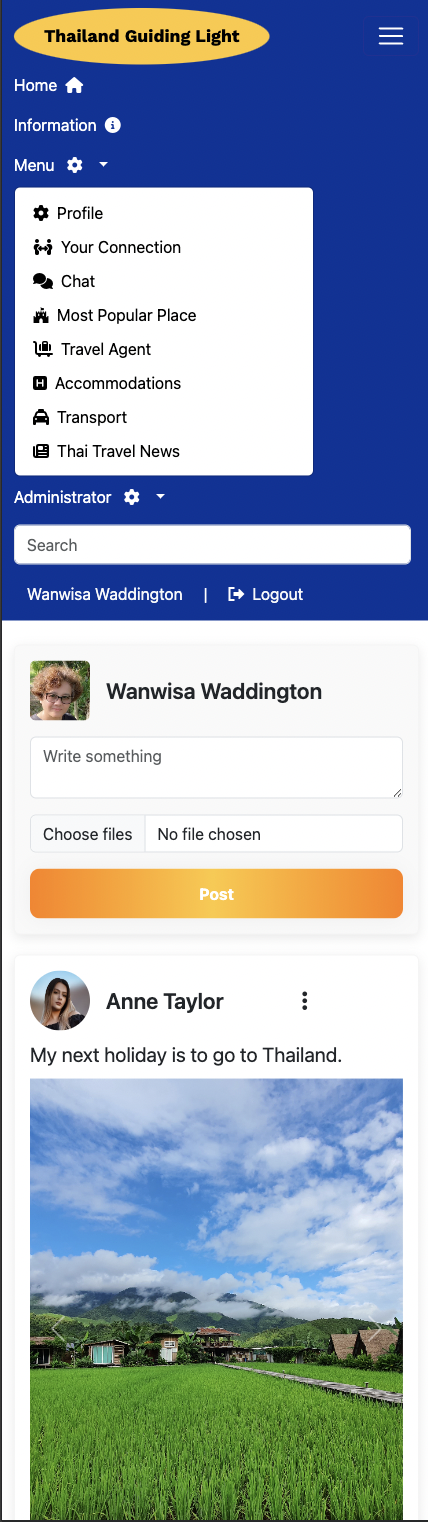 Thailand Guiding Light
Home
Information
Menu
Profile
Your Connection
Chat
Most Popular Place
Travel Agent
Accommodations
Transport
Thai Travel News
Administrator
Search
Wanwisa Waddington | Logout
Wanwisa Waddington
Write something
Choose files No file chosen
Post
Anne Taylor
My next holiday is to go to Thailand.